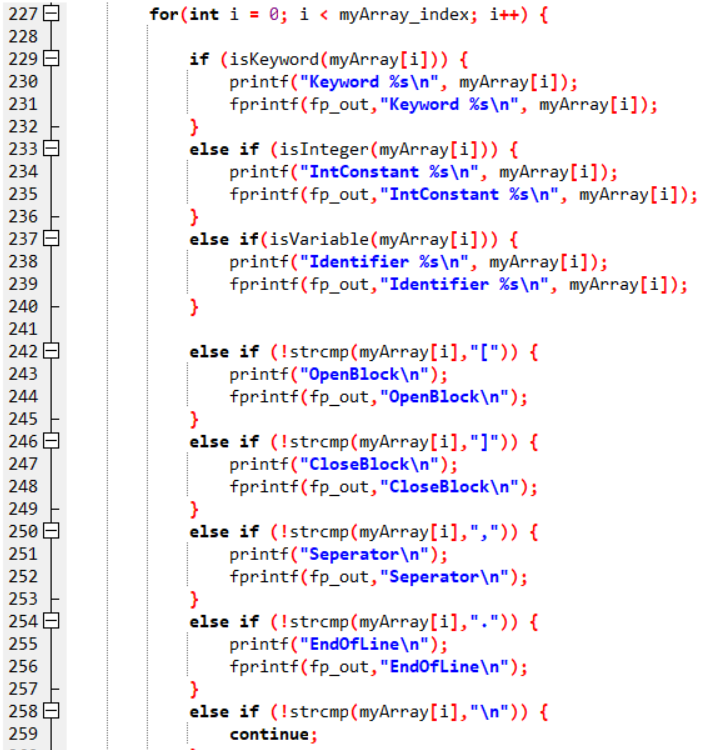 227 for(int i = 0; i < myArray_index; i++) {
228
229 if (isKeyword(myArray[i])) {
230 printf("Keyword %s\n", myArray[i]);
231 fprintf(fp_out,"Keyword %s\n", myArray[i]);
232 }
233 else if (isInteger(myArray[i])) {
234 printf("IntConstant %s\n", myArray[i]);
235 fprintf(fp_out,"IntConstant %s\n", myArray[i]);
236 }
237 else if(isVariable(myArray[i])) {
238 printf("Identifier %s\n", myArray[i]);
239 fprintf(fp_out,"Identifier %s\n", myArray[i]);
240 }
241
242 else if (!strcmp(myArray[i],"[")) {
243 printf("OpenBlock\n");
244 fprintf(fp_out,"OpenBlock\n");
245 }
246 else if (!strcmp(myArray[i],"]")) {
247 printf("CloseBlock\n");
248 fprintf(fp_out,"CloseBlock\n");
249 }
250 else if (!strcmp(myArray[i],",")) {
251 printf("Seperator\n");
252 fprintf(fp_out,"Seperator\n");
253 }
254 else if (!strcmp(myArray[i],".")) {
255 printf("EndOfLine\n");
256 fprintf(fp_out,"EndOfLine\n");
257 }
258 else if (!strcmp(myArray[i],"\n")) {
259 continue;